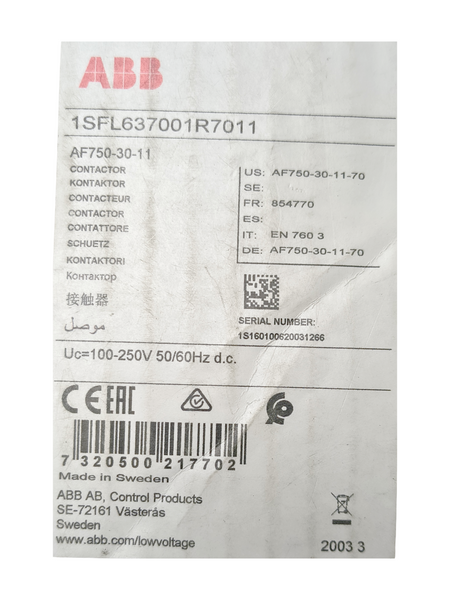 ABB
1SFL637001R7011
AF750-30-11
CONTACTOR
KONTAKTOR
CONTACTEUR
CONTACTOR
CONTATTORE
SCHUETZ
KONTAKTORI
Контактор
接触器
موصل
US: AF750-30-11-70
SE:
FR: 854770
ES:
IT: EN 760 3
DE: AF750-30-11-70
SERIAL NUMBER:
1S160100620031266
Uc=100-250V 50/60Hz d.c.
CE EAC
7 320500 217702
Made in Sweden
ABB AB, Control Products
SE-72161 Västerås
Sweden
www.abb.com/lowvoltage
2003 3